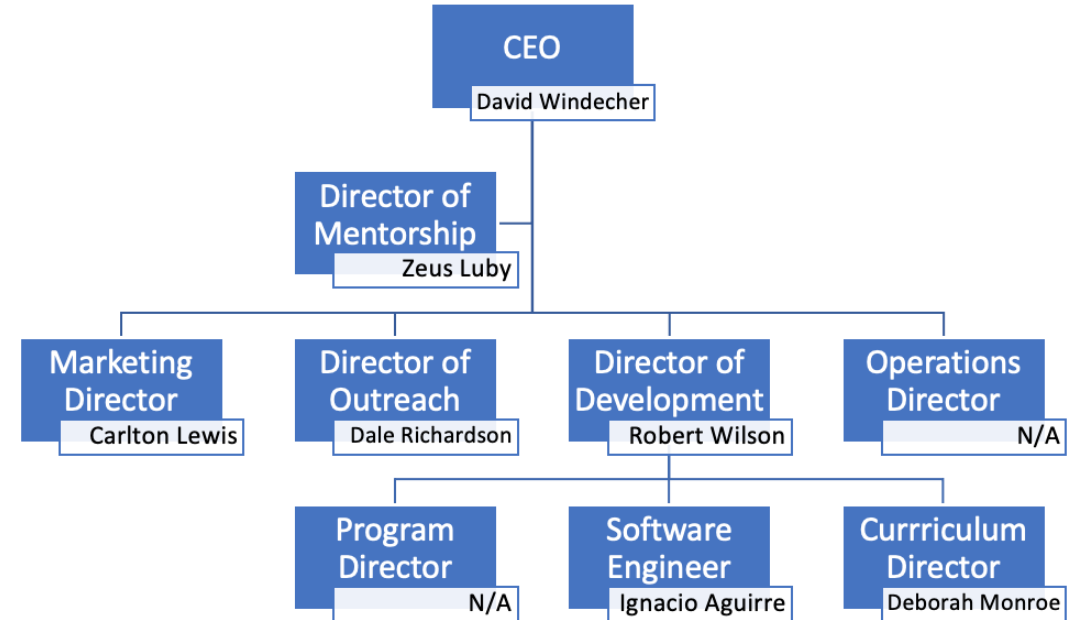 CEO
David Windecher
Director of
Mentorship
Zeus Luby
Marketing
Director
Carlton Lewis
Director of
Outreach
Dale Richardson
Director of
Development
Robert Wilson
Operations
Director
N/A
Program
Director
N/A
Software
Engineer
Ignacio Aguirre
Currriculum
Director
Deborah Monroe